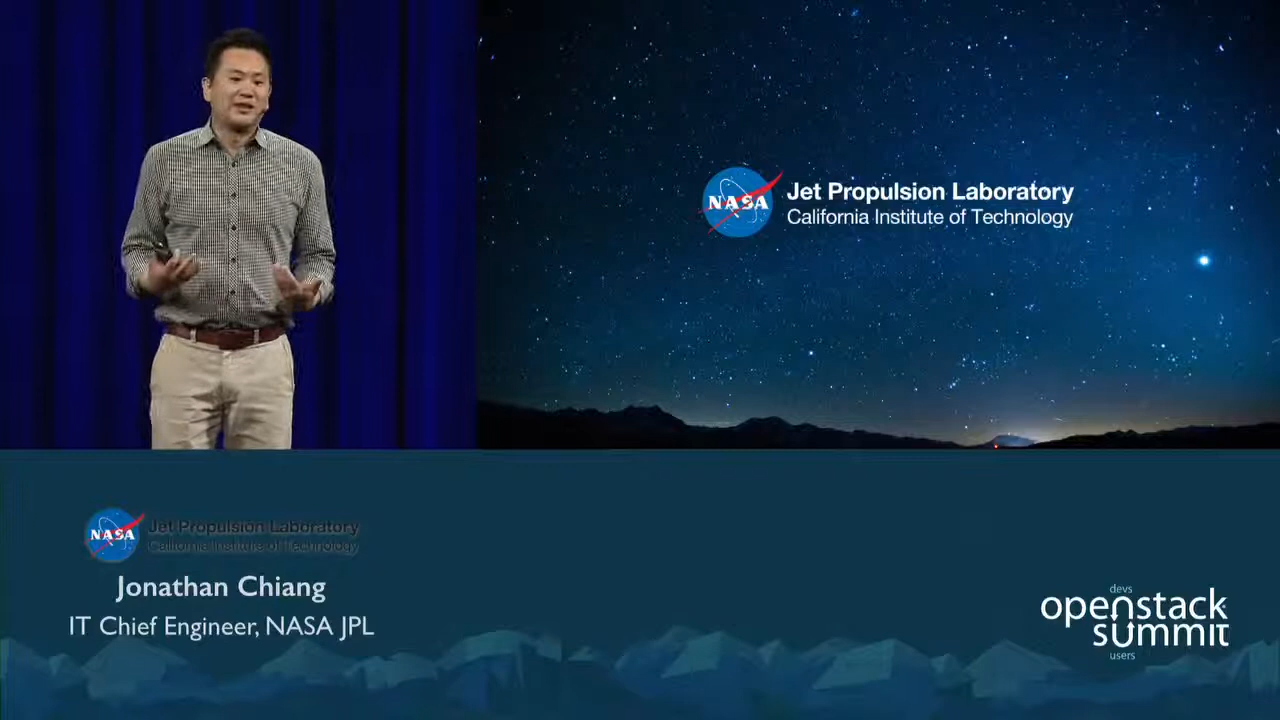 NASA
Jet Propulsion Laboratory
California Institute of Technology
NASA
Jet Propulsion Laboratory
California Institute of Technology
Jonathan Chiang
IT Chief Engineer, NASA JPL
devs
openstack
summit
users